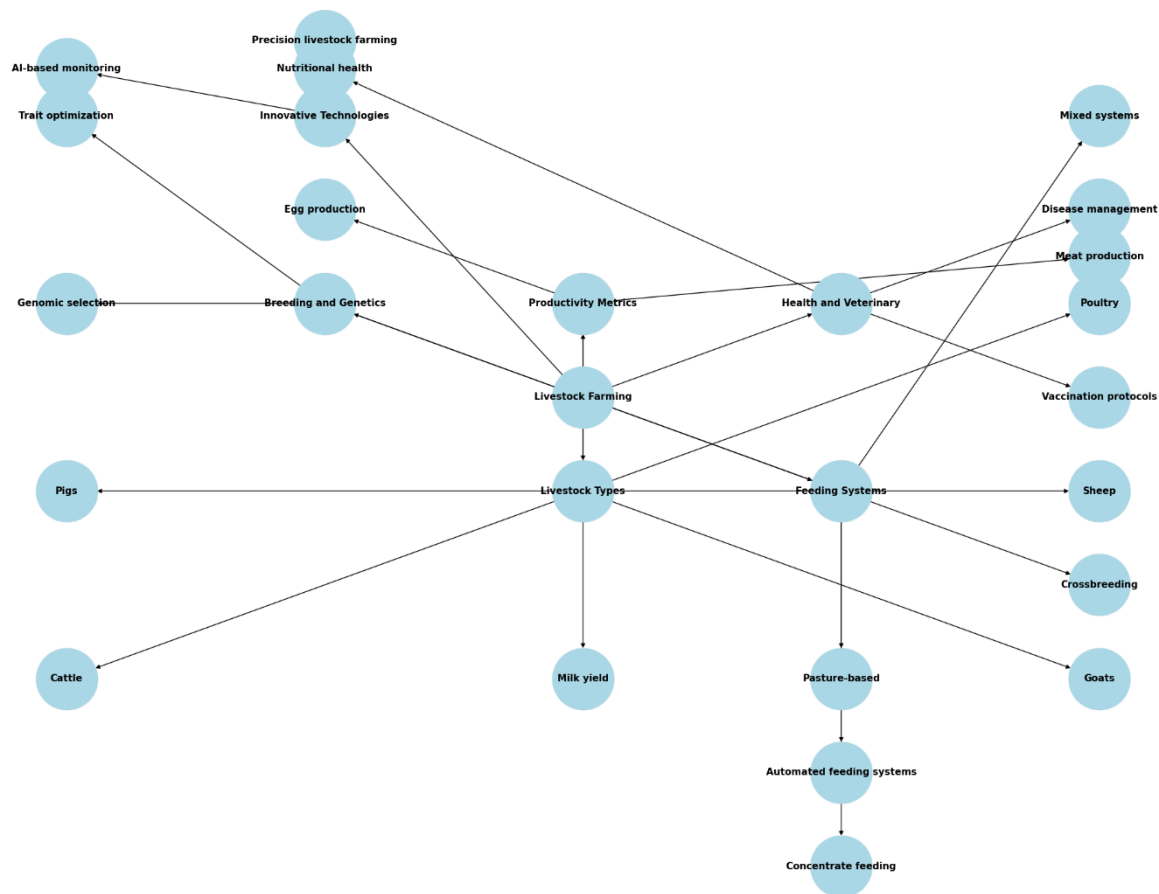 Precision livestock farming
AI-based monitoring
Nutritional health
Trait optimization
Innovative Technologies
Mixed systems
Egg production
Disease management
Meat production
Genomic selection
Breeding and Genetics
Productivity Metrics
Health and Veterinary
Poultry
Livestock Farming
Vaccination protocols
Pigs
Livestock Types
Feeding Systems
Sheep
Crossbreeding
Cattle
Milk yield
Pasture-based
Goats
Automated feeding systems
Concentrate feeding